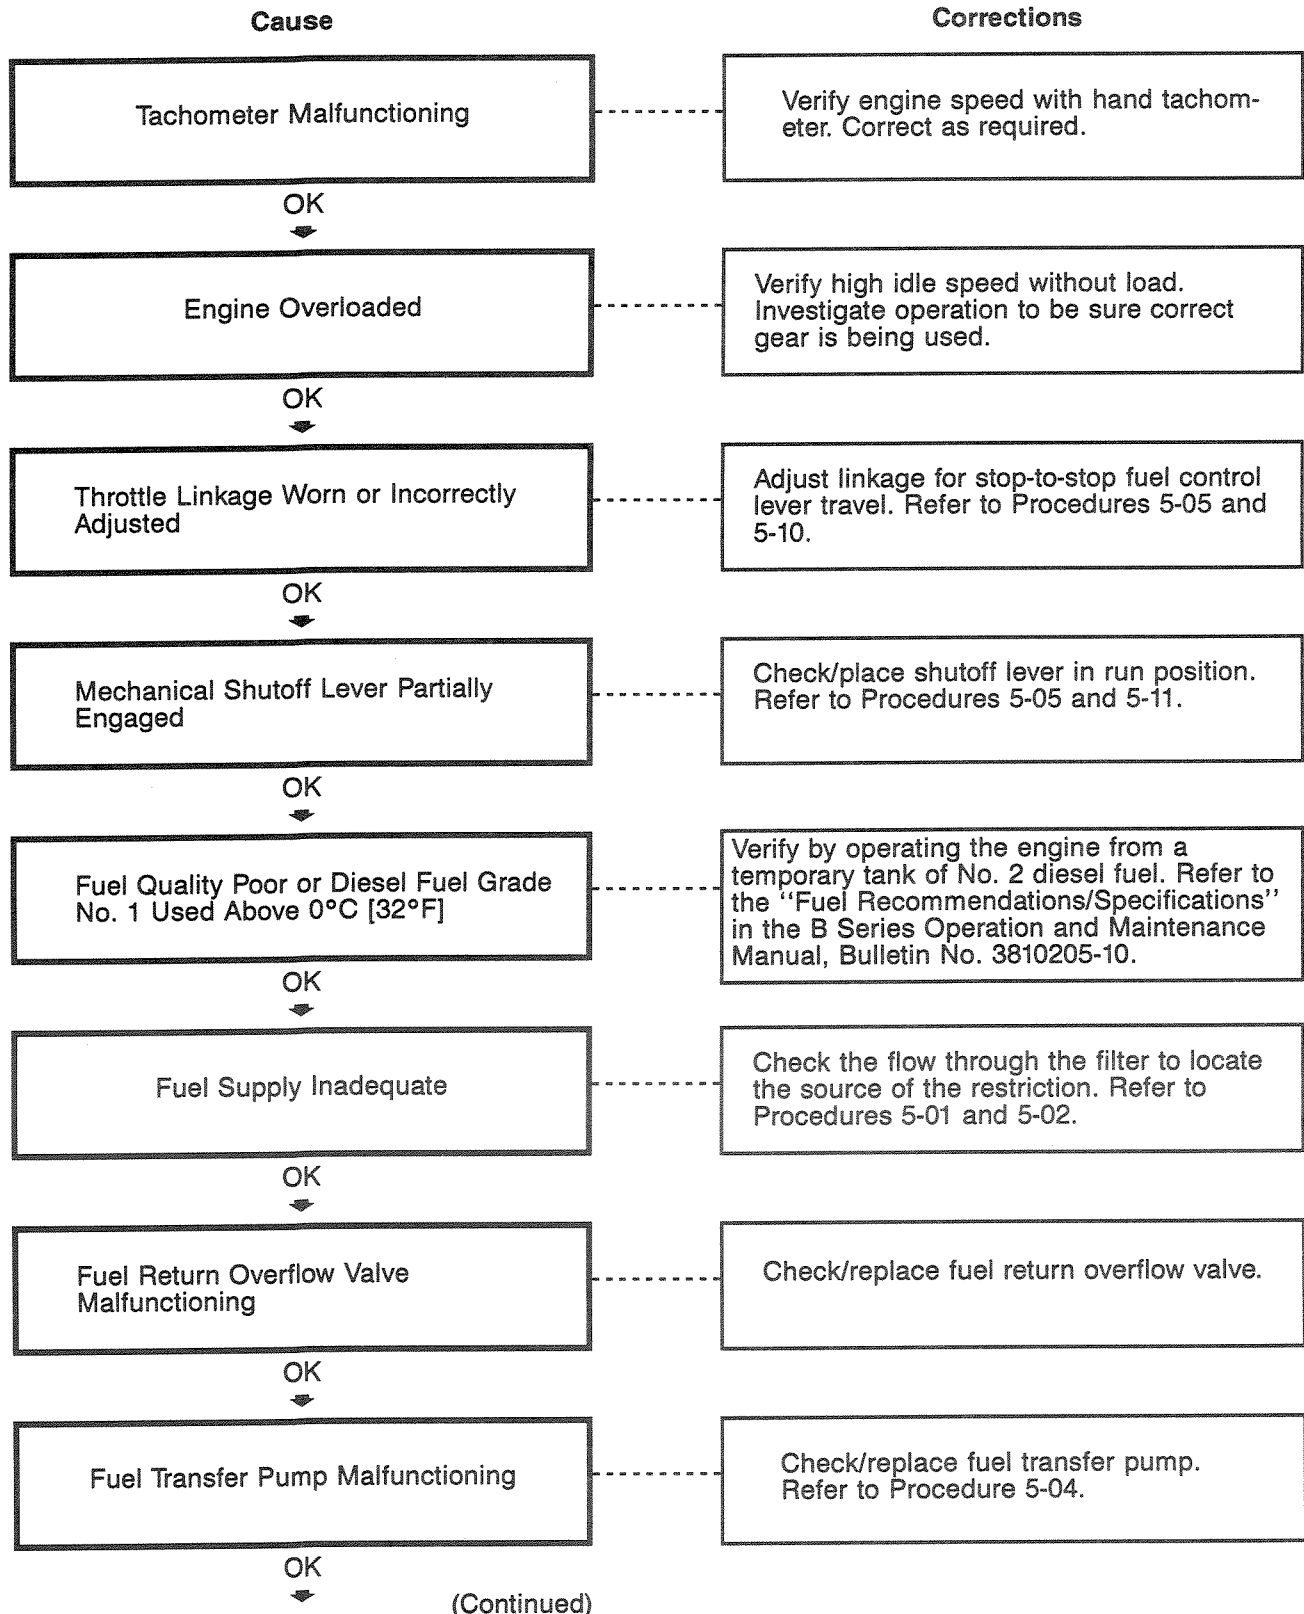 Cause
Corrections
Tachometer Malfunctioning
Verify engine speed with hand tachom-
eter. Correct as required.
OK
Engine Overloaded
Verify high idle speed without load.
Investigate operation to be sure correct
gear is being used.
OK
Throttle Linkage Worn or Incorrectly
Adjusted
Adjust linkage for stop-to-stop fuel control
lever travel. Refer to Procedures 5-05 and
5-10.
OK
Mechanical Shutoff Lever Partially
Engaged
Check/place shutoff lever in run position.
Refer to Procedures 5-05 and 5-11.
OK
Fuel Quality Poor or Diesel Fuel Grade
No. 1 Used Above 0°C [32°F]
Verify by operating the engine from a
temporary tank of No. 2 diesel fuel. Refer to
the “Fuel Recommendations/Specifications”
in the B Series Operation and Maintenance
Manual, Bulletin No. 3810205-10.
OK
Fuel Supply Inadequate
Check the flow through the filter to locate
the source of the restriction. Refer to
Procedures 5-01 and 5-02.
OK
Fuel Return Overflow Valve
Malfunctioning
Check/replace fuel return overflow valve.
OK
Fuel Transfer Pump Malfunctioning
Check/replace fuel transfer pump.
Refer to Procedure 5-04.
OK
(Continued)